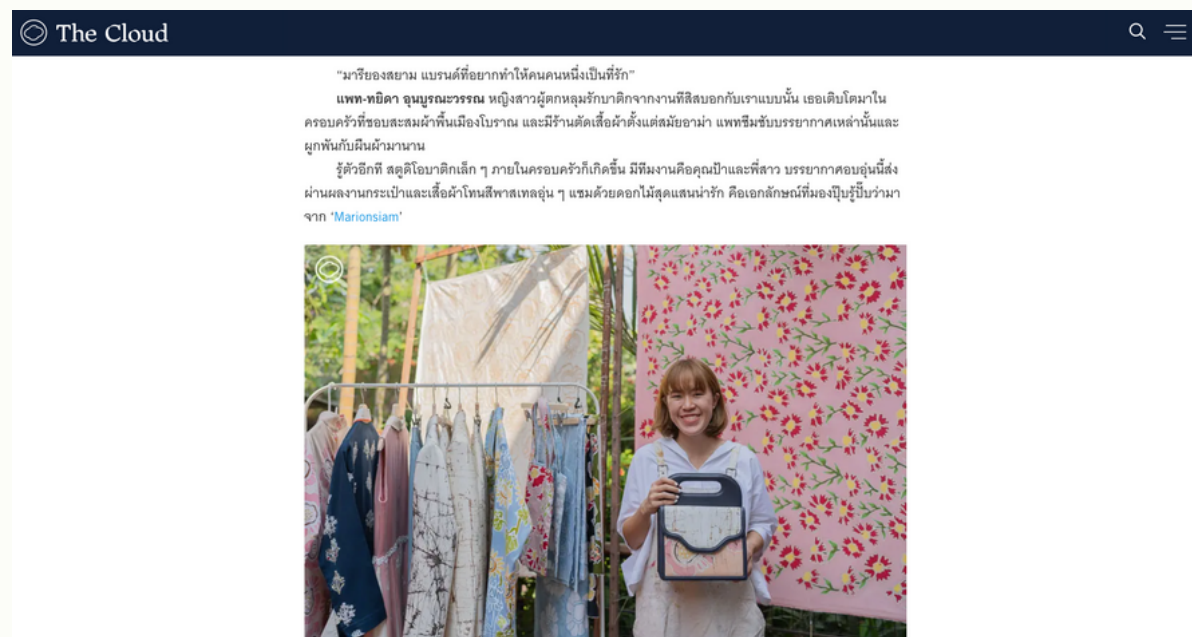 The Cloud
“มารียองสยาม แบรนด์ที่อยากทำให้คนคนหนึ่งเป็นที่รัก”
แพท-ทยิดา อุนบูรณะวรรณ หญิงสาวผู้ตกหลุมรักบาติกจากงานทีสิสบอกกับเราแบบนั้น เธอเติบโตมาใน
ครอบครัวที่ชอบสะสมผ้าพื้นเมืองโบราณ และมีร้านตัดเสื้อผ้าตั้งแต่สมัยอาม่า แพทซึมซับบรรยากาศเหล่านั้นและ
ผูกพันกับผืนผ้ามานาน
รู้ตัวอีกที สตูดิโอบาติกเล็ก ๆ ภายในครอบครัวก็เกิดขึ้น มีทีมงานคือคุณป้าและพี่สาว บรรยากาศอบอุ่นนี้ส่ง
ผ่านผลงานกระเป๋าและเสื้อผ้าโทนสีพาสเทลอุ่น ๆ แซมด้วยดอกไม้สุดแสนน่ารัก คือเอกลักษณ์ที่มองปุ๊บรู้ปั๊บว่ามา
จาก ‘Marionsiam’